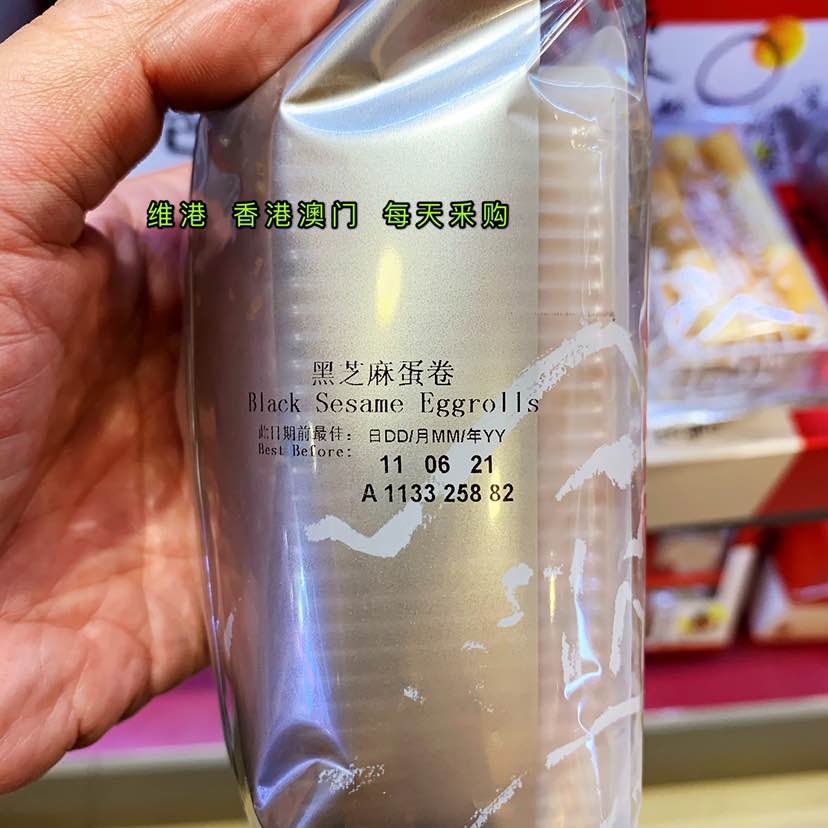 维港 香港澳门 每天采购
黑芝麻蛋卷
Black Sesame Eggrolls
此日期前最佳: 日DD/月MM/年YY
Best Before:
11 06 21
A 1133 258 82